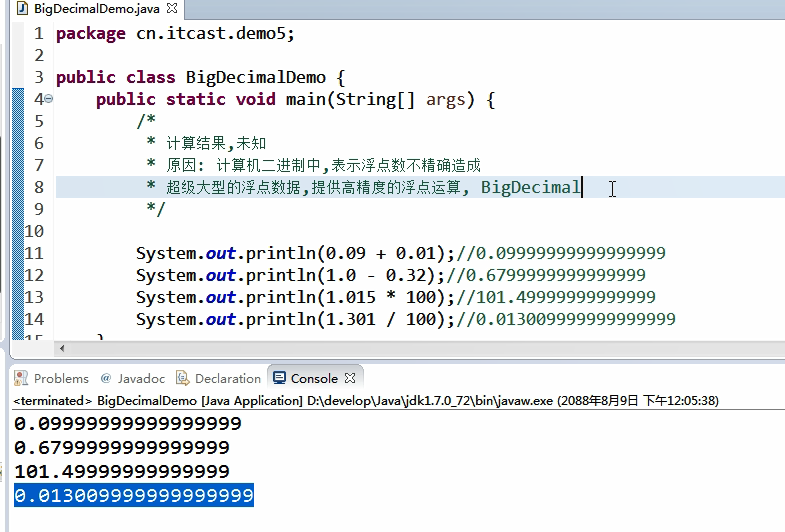 BigDecimalDemo.java
1 package cn.itcast.demo5;
2
3 public class BigDecimalDemo {
4 public static void main(String[] args) {
5 /*
6 * 计算结果,未知
7 * 原因: 计算机二进制中,表示浮点数不精确造成
8 * 超级大型的浮点数据,提供高精度的浮点运算, BigDecimal
9 */
10
11 System.out.println(0.09 + 0.01);//0.09999999999999999
12 System.out.println(1.0 - 0.32);//0.6799999999999999
13 System.out.println(1.015 * 100);//101.49999999999999
14 System.out.println(1.301 / 100);//0.013009999999999999
15 }
Problems @ Javadoc Declaration Console
<terminated> BigDecimalDemo [Java Application] D:\develop\Java\jdk1.7.0_72\bin\javaw.exe (2088年8月9日 下午12:05:38)
0.09999999999999999
0.6799999999999999
101.49999999999999
0.013009999999999999